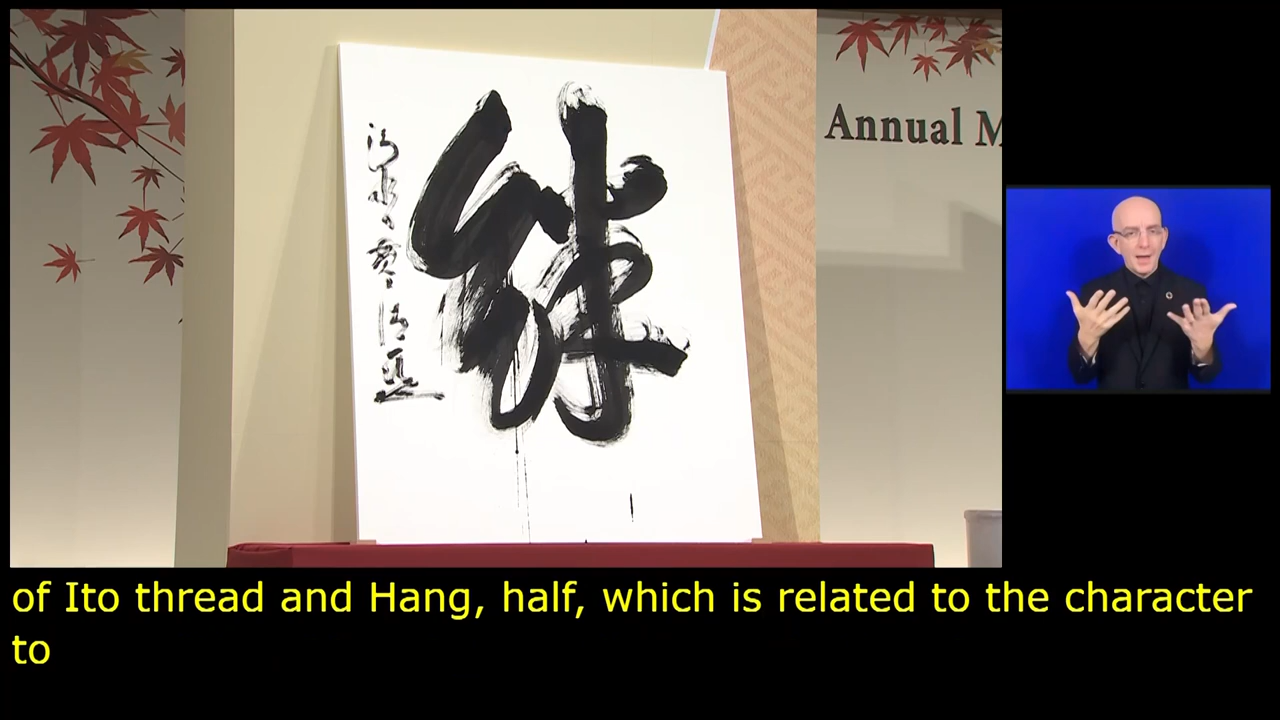 絆
Annual M
of Ito thread and Hang, half, which is related to the character
to